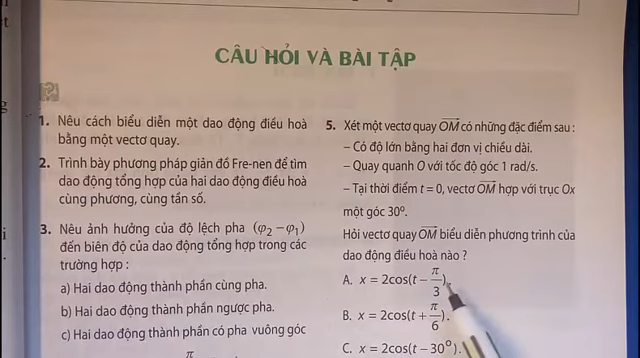 CÂU HỎI VÀ BÀI TẬP
1. Nêu cách biểu diễn một dao động điều hoà
bằng một vectơ quay.
2. Trình bày phương pháp giản đồ Fre-nen để tìm
dao động tổng hợp của hai dao động điều hoà
cùng phương, cùng tần số.
3. Nêu ảnh hưởng của độ lệch pha (φ₂ – φ₁)
đến biên độ của dao động tổng hợp trong các
trường hợp :
a) Hai dao động thành phần cùng pha.
b) Hai dao động thành phần ngược pha.
c) Hai dao động thành phần có pha vuông góc
π
5. Xét một vectơ quay OM có những đặc điểm sau :
– Có độ lớn bằng hai đơn vị chiều dài.
– Quay quanh O với tốc độ góc 1 rad/s.
– Tại thời điểm t = 0, vectơ OM hợp với trục Ox
một góc 30°.
Hỏi vectơ quay OM biểu diễn phương trình của
dao động điều hoà nào ?
A. x = 2cos(t – π/3).
B. x = 2cos(t + π/6).
C. x = 2cos(t – 30°).